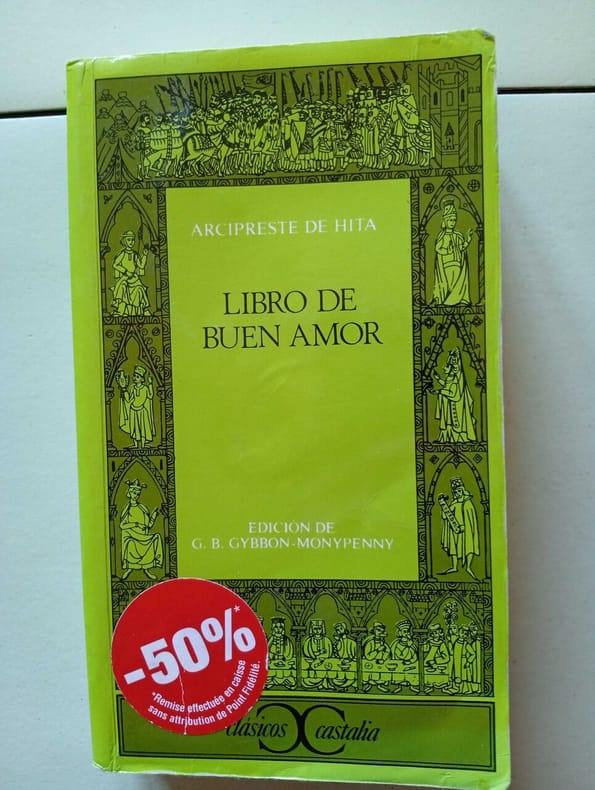 ARCIPRESTE DE HITA
LIBRO DE
BUEN AMOR
EDICIÓN DE
G. B. GYBBON-MONYPENNY
-50%*
*Remise effectuée en caisse
sans attribution de Point Fidélité.
clásicos castalia